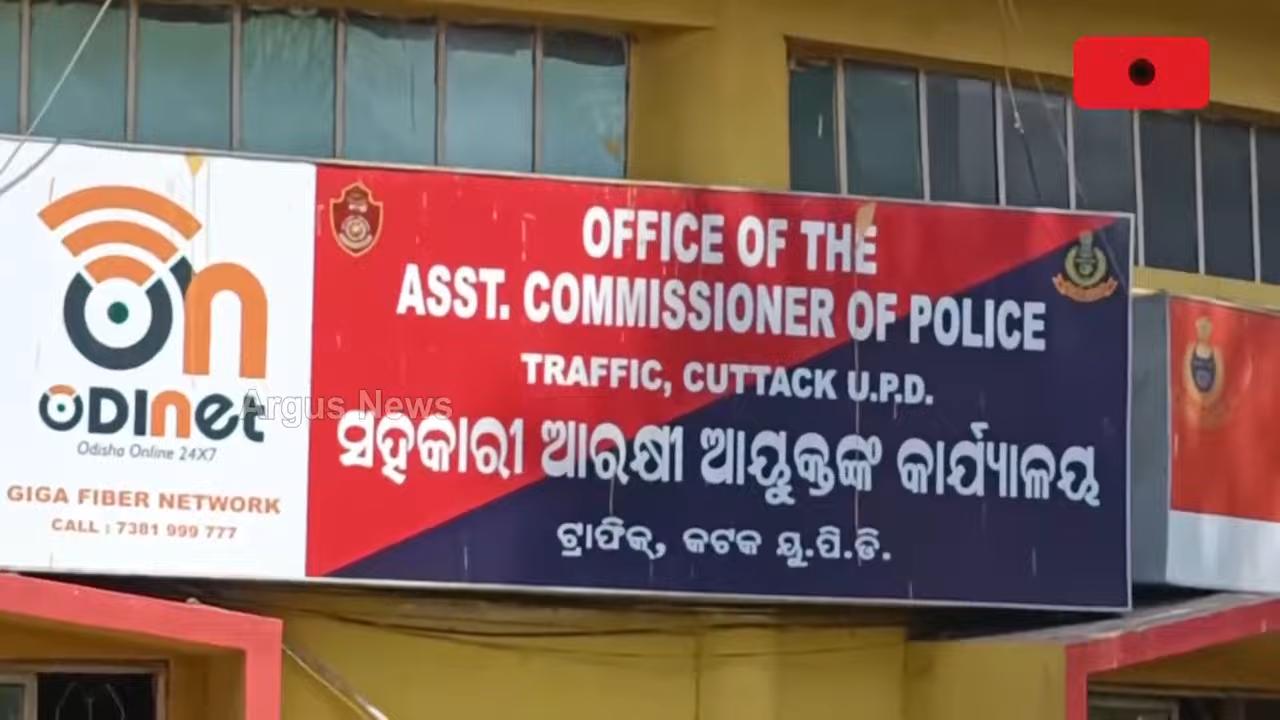 On
ODInet
Odisha Online 24X7
GIGA FIBER NETWORK
CALL : 7381 999 777
OFFICE OF THE
ASST. COMMISSIONER OF POLICE
TRAFFIC, CUTTACK U.P.D.
ସହକାରୀ ଆରକ୍ଷୀ ଆୟୁକ୍ତଙ୍କ କାର୍ଯ୍ୟାଳୟ
ଟ୍ରାଫିକ୍, କଟକ ୟୁ.ପି.ଡି.
Argus News